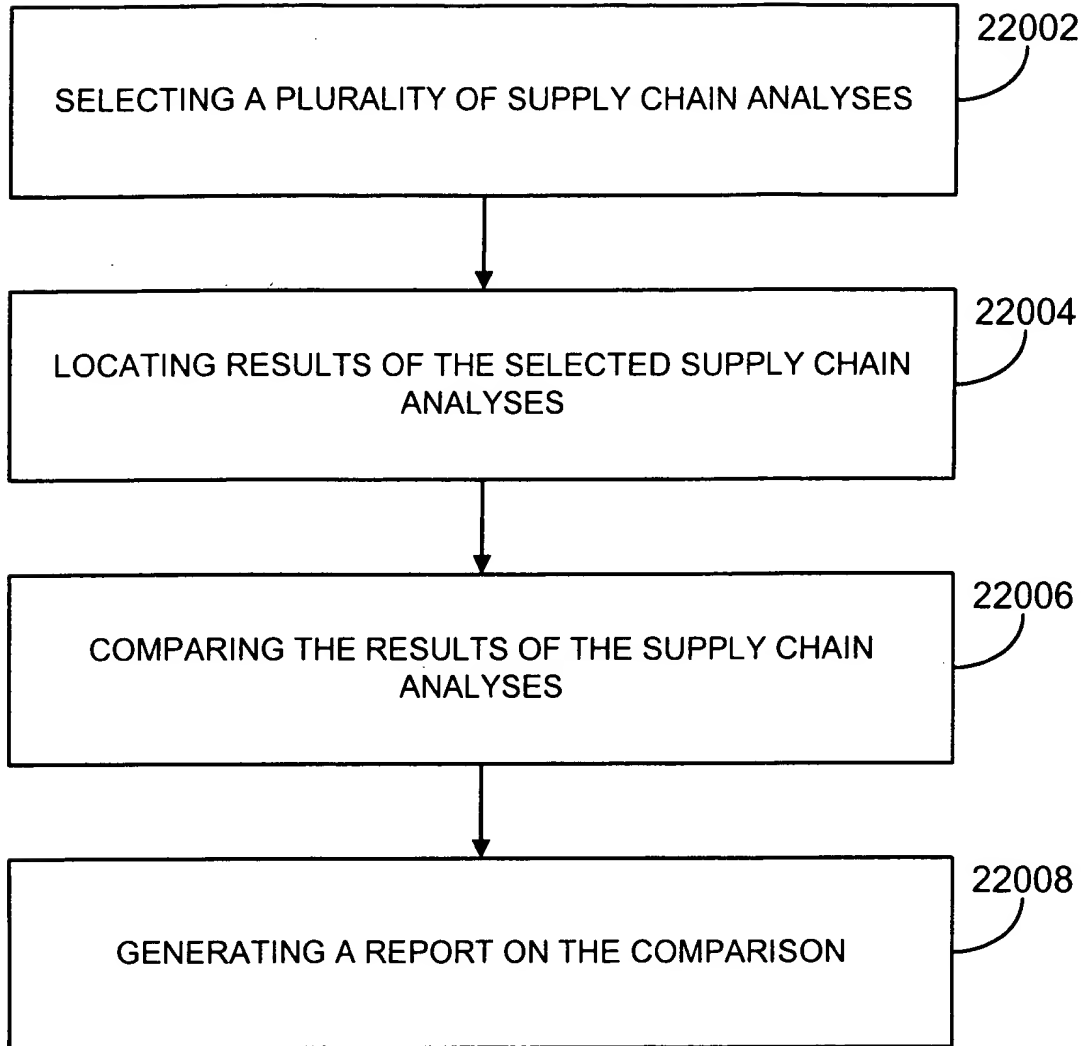 22002
SELECTING A PLURALITY OF SUPPLY CHAIN ANALYSES
22004
LOCATING RESULTS OF THE SELECTED SUPPLY CHAIN
ANALYSES
22006
COMPARING THE RESULTS OF THE SUPPLY CHAIN
ANALYSES
22008
GENERATING A REPORT ON THE COMPARISON